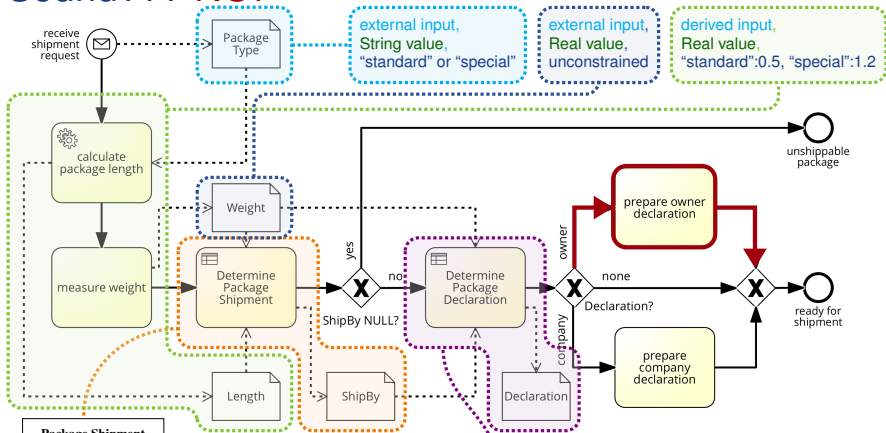 receive
shipment
request
Package
Type
external input,
String value,
“standard” or “special”
external input,
Real value,
unconstrained
derived input,
Real value,
“standard”:0.5, “special”:1.2
calculate
package length
unshippable
package
Weight
prepare owner
declaration
measure weight
Determine
Package
Shipment
yes
no
ShipBy NULL?
Determine
Package
Declaration
owner
none
Declaration?
company
ready for
shipment
prepare
company
declaration
Length
ShipBy
Declaration
Package Shipment